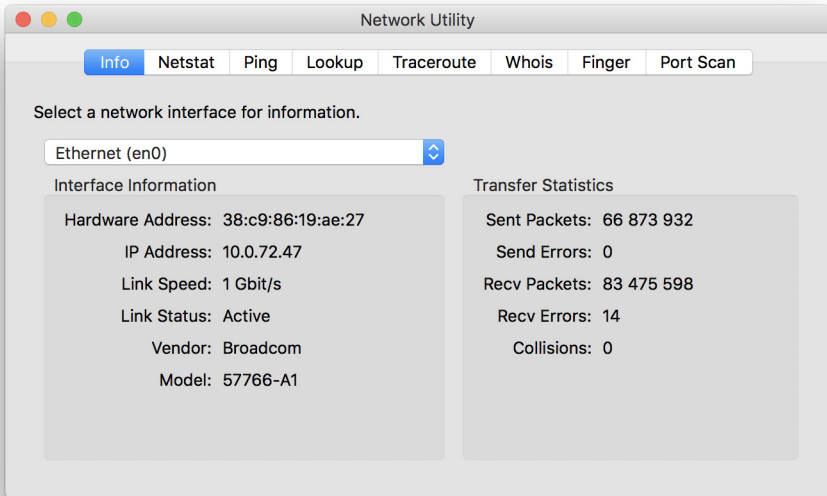 Network Utility
Info Netstat Ping Lookup Traceroute Whois Finger Port Scan
Select a network interface for information.
Ethernet (en0)
Interface Information
Hardware Address: 38:c9:86:19:ae:27
IP Address: 10.0.72.47
Link Speed: 1 Gbit/s
Link Status: Active
Vendor: Broadcom
Model: 57766-A1
Transfer Statistics
Sent Packets: 66 873 932
Send Errors: 0
Recv Packets: 83 475 598
Recv Errors: 14
Collisions: 0